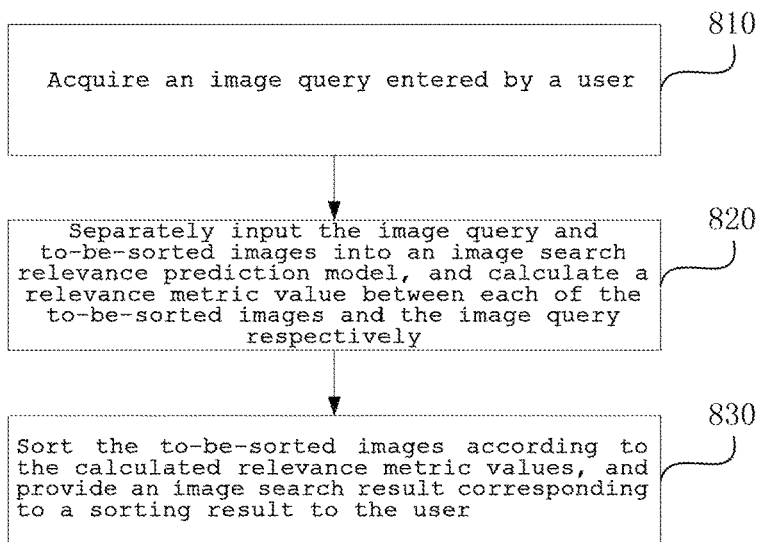 810
Acquire an image query entered by a user
820
Separately input the image query and
to-be-sorted images into an image search
relevance prediction model, and calculate a
relevance metric value between each of the
to-be-sorted images and the image query
respectively
830
Sort the to-be-sorted images according to
the calculated relevance metric values, and
provide an image search result corresponding
to a sorting result to the user